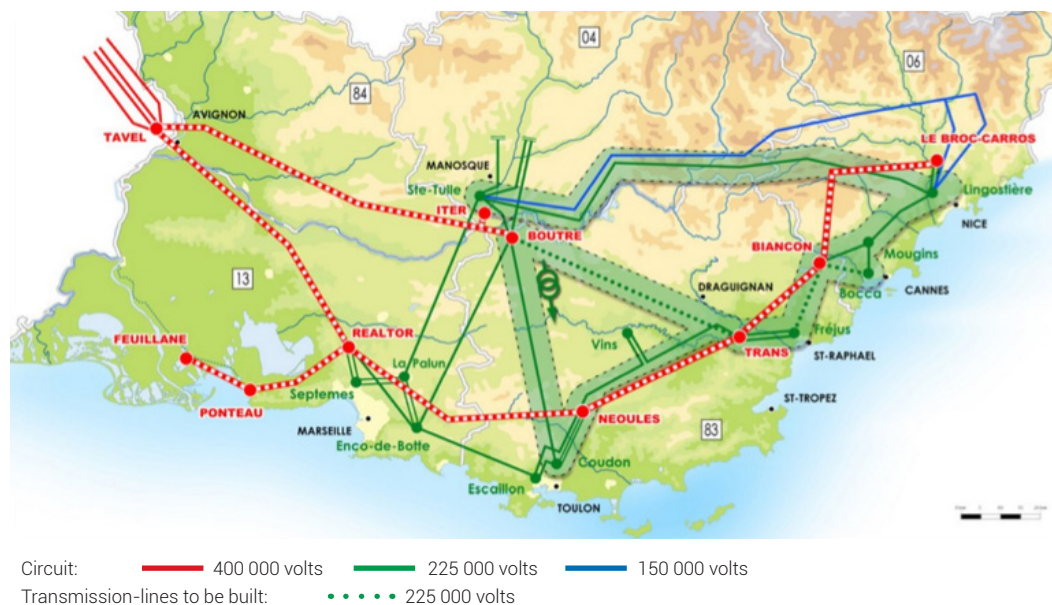 04
06
84
AVIGNON
TAVEL
LE BROC-CARROS
MANOSQUE
Ste-Tulle
Lingostière
ITER
NICE
BOUTRE
BIANCON
Mougins
13
DRAGUIGNAN
Bocca
CANNES
FEUILLANE
REALTOR
Vins
Fréjus
TRANS
ST-RAPHAEL
La Palun
Septemes
PONTEAU
ST-TROPEZ
NEOULES
MARSEILLE
83
Enco-de-Botte
Coudon
Escaillon
TOULON
Circuit: 400 000 volts 225 000 volts 150 000 volts
Transmission-lines to be built: 225 000 volts